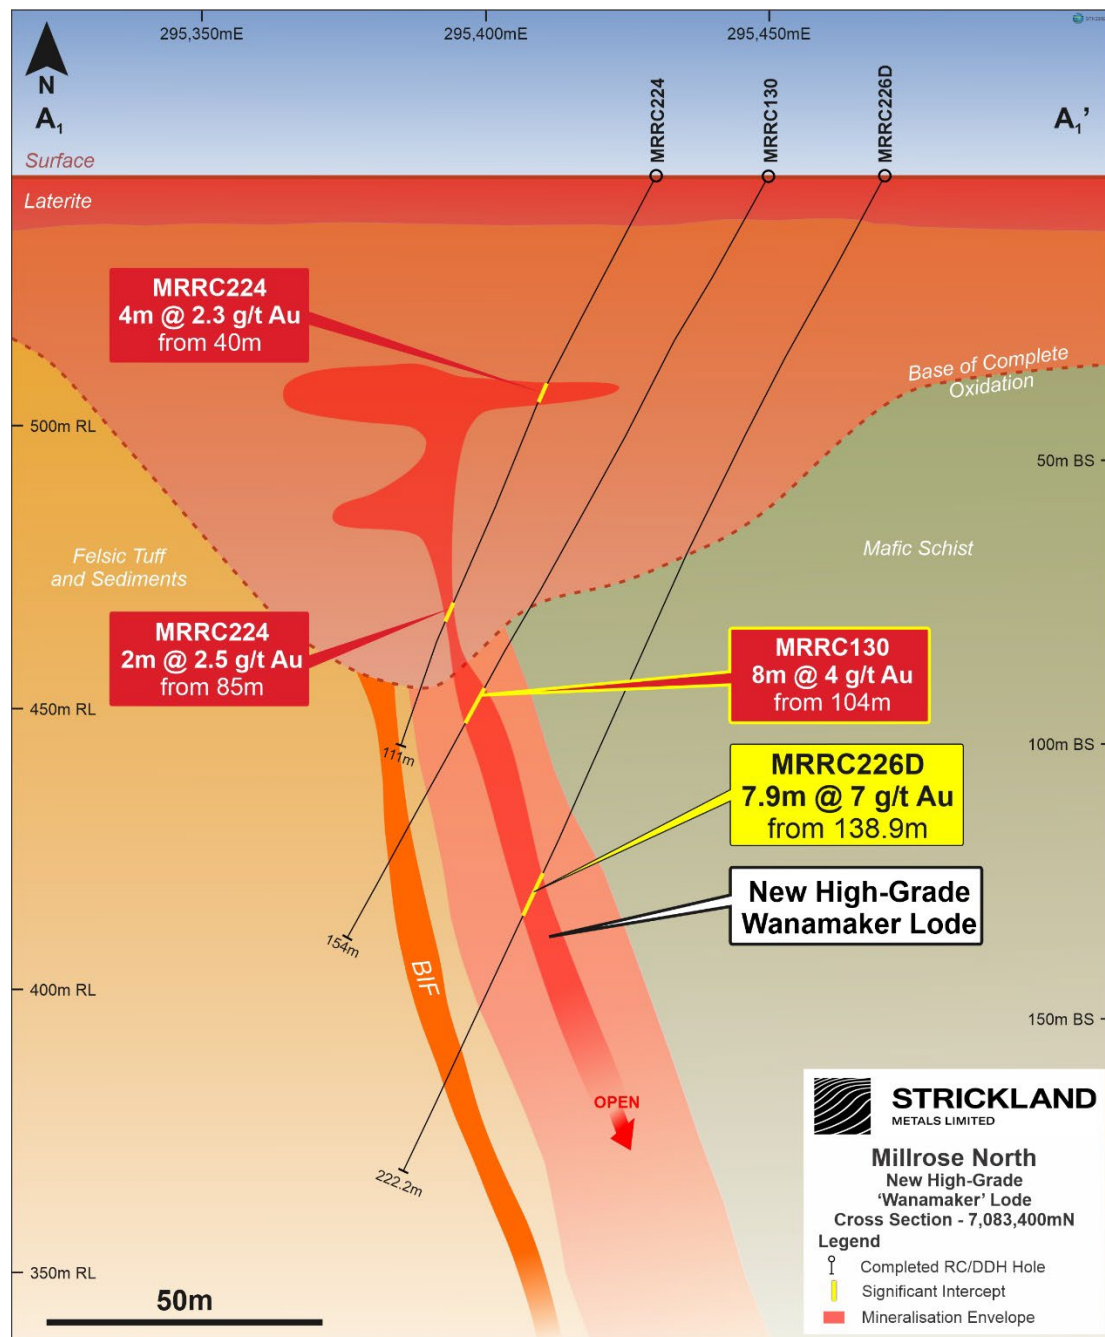 295,350mE
295,400mE
295,450mE
N
A1
A1’
MRRC224
MRRC130
MRRC226D
Surface
Laterite
MRRC224
4m @ 2.3 g/t Au
from 40m
Base of Complete
Oxidation
500m RL
50m BS
Felsic Tuff
and Sediments
Mafic Schist
MRRC224
2m @ 2.5 g/t Au
from 85m
MRRC130
8m @ 4 g/t Au
from 104m
450m RL
111m
100m BS
MRRC226D
7.9m @ 7 g/t Au
from 138.9m
New High-Grade
Wanamaker Lode
154m
BIF
400m RL
150m BS
OPEN
222.2m
350m RL
50m
STRICKLAND
METALS LIMITED
Millrose North
New High-Grade
‘Wanamaker’ Lode
Cross Section - 7,083,400mN
Legend
Completed RC/DDH Hole
Significant Intercept
Mineralisation Envelope